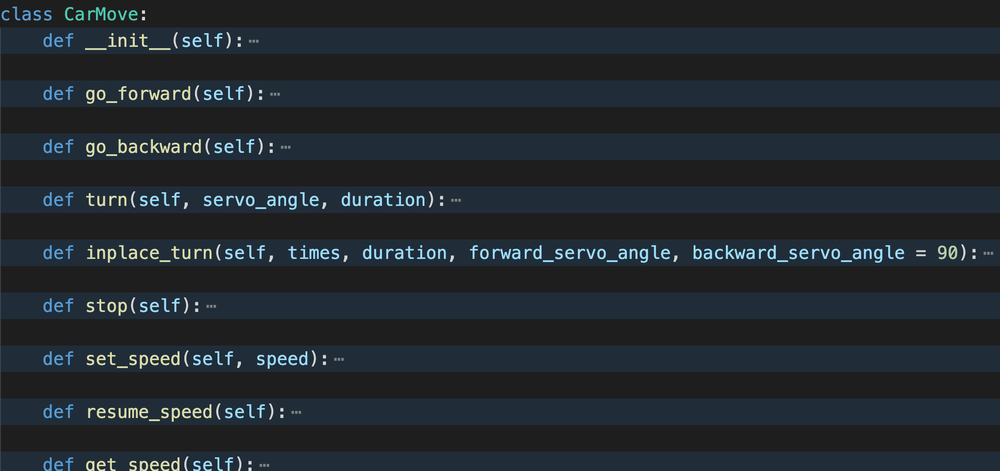 class CarMove:
    def __init__(self):⋯
    def go_forward(self):⋯
    def go_backward(self):⋯
    def turn(self, servo_angle, duration):⋯
    def inplace_turn(self, times, duration, forward_servo_angle, backward_servo_angle = 90):⋯
    def stop(self):⋯
    def set_speed(self, speed):⋯
    def resume_speed(self):⋯
    def get_speed(self):⋯